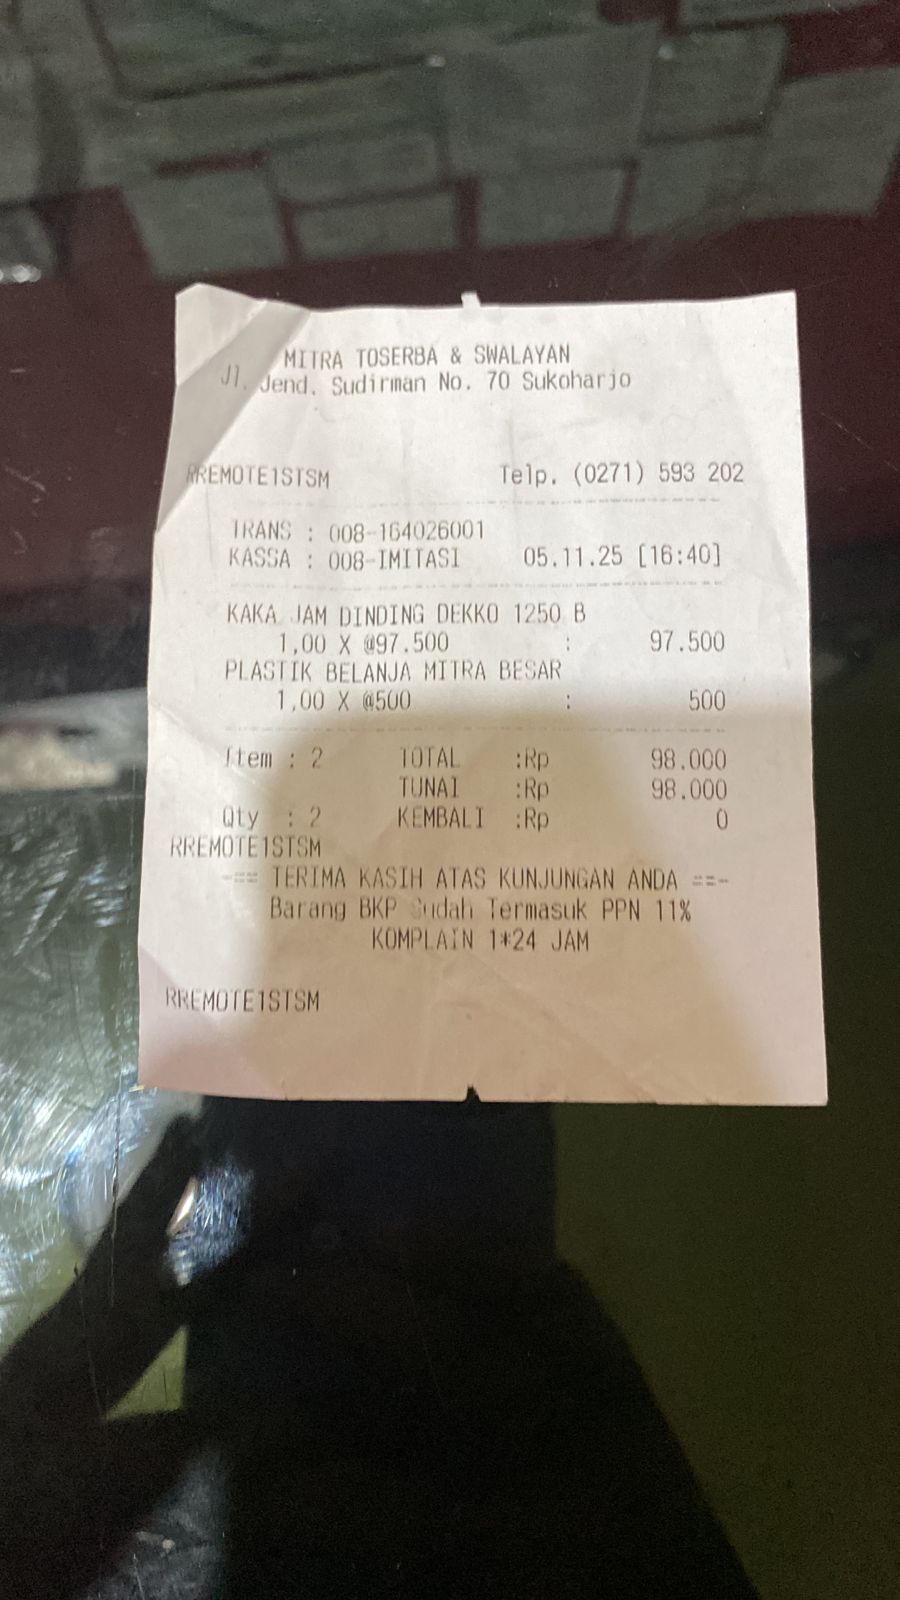 MITRA TOSERBA & SWALAYAN
Jl. Jend. Sudirman No. 70 Sukoharjo
RREMOTE1STSM Telp. (0271) 593 202
TRANS : 008-164026001
KASSA : 008-IMITASI 05.11.25 [16:40]
KAKA JAM DINDING DEKKO 1250 B
1,00 X @97.500 : 97.500
PLASTIK BELANJA MITRA BESAR
1,00 X @500 : 500
Item : 2 TOTAL :Rp 98.000
TUNAI :Rp 98.000
Qty : 2 KEMBALI :Rp 0
RREMOTE1STSM
-== TERIMA KASIH ATAS KUNJUNGAN ANDA ==-
Barang BKP Sudah Termasuk PPN 11%
KOMPLAIN 1*24 JAM
RREMOTE1STSM